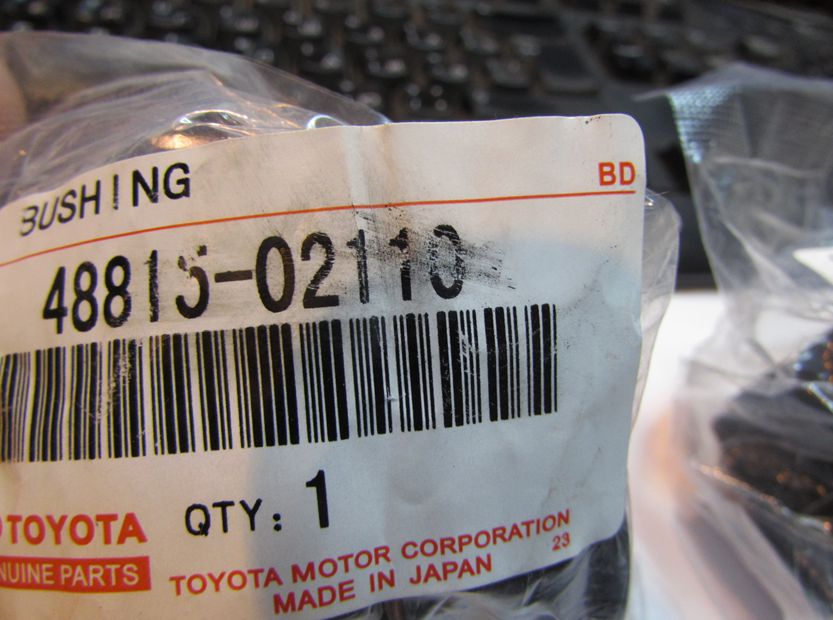 BUSHING
BD
48815-02110
TOYOTA
QTY: 1
NUINE PARTS
TOYOTA MOTOR CORPORATION
MADE IN JAPAN
23